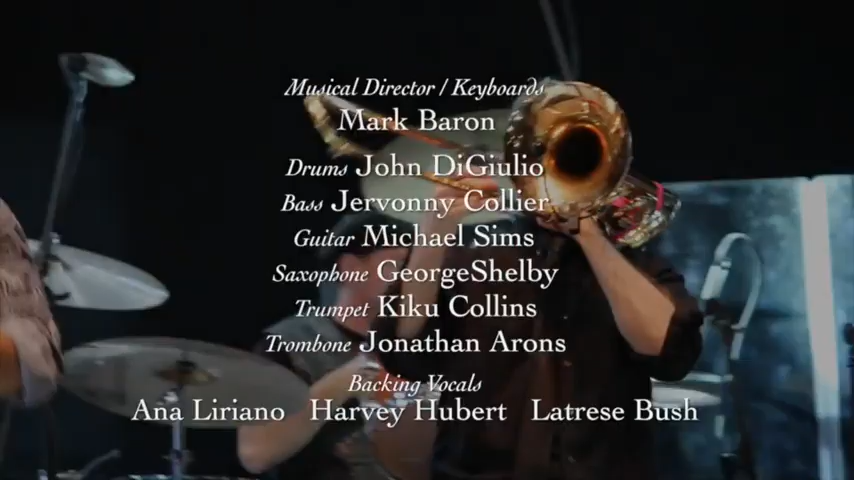 Musical Director / Keyboards
Mark Baron
Drums John DiGiulio
Bass Jervonny Collier
Guitar Michael Sims
Saxophone GeorgeShelby
Trumpet Kiku Collins
Trombone Jonathan Arons
Backing Vocals
Ana Liriano Harvey Hubert Latrese Bush